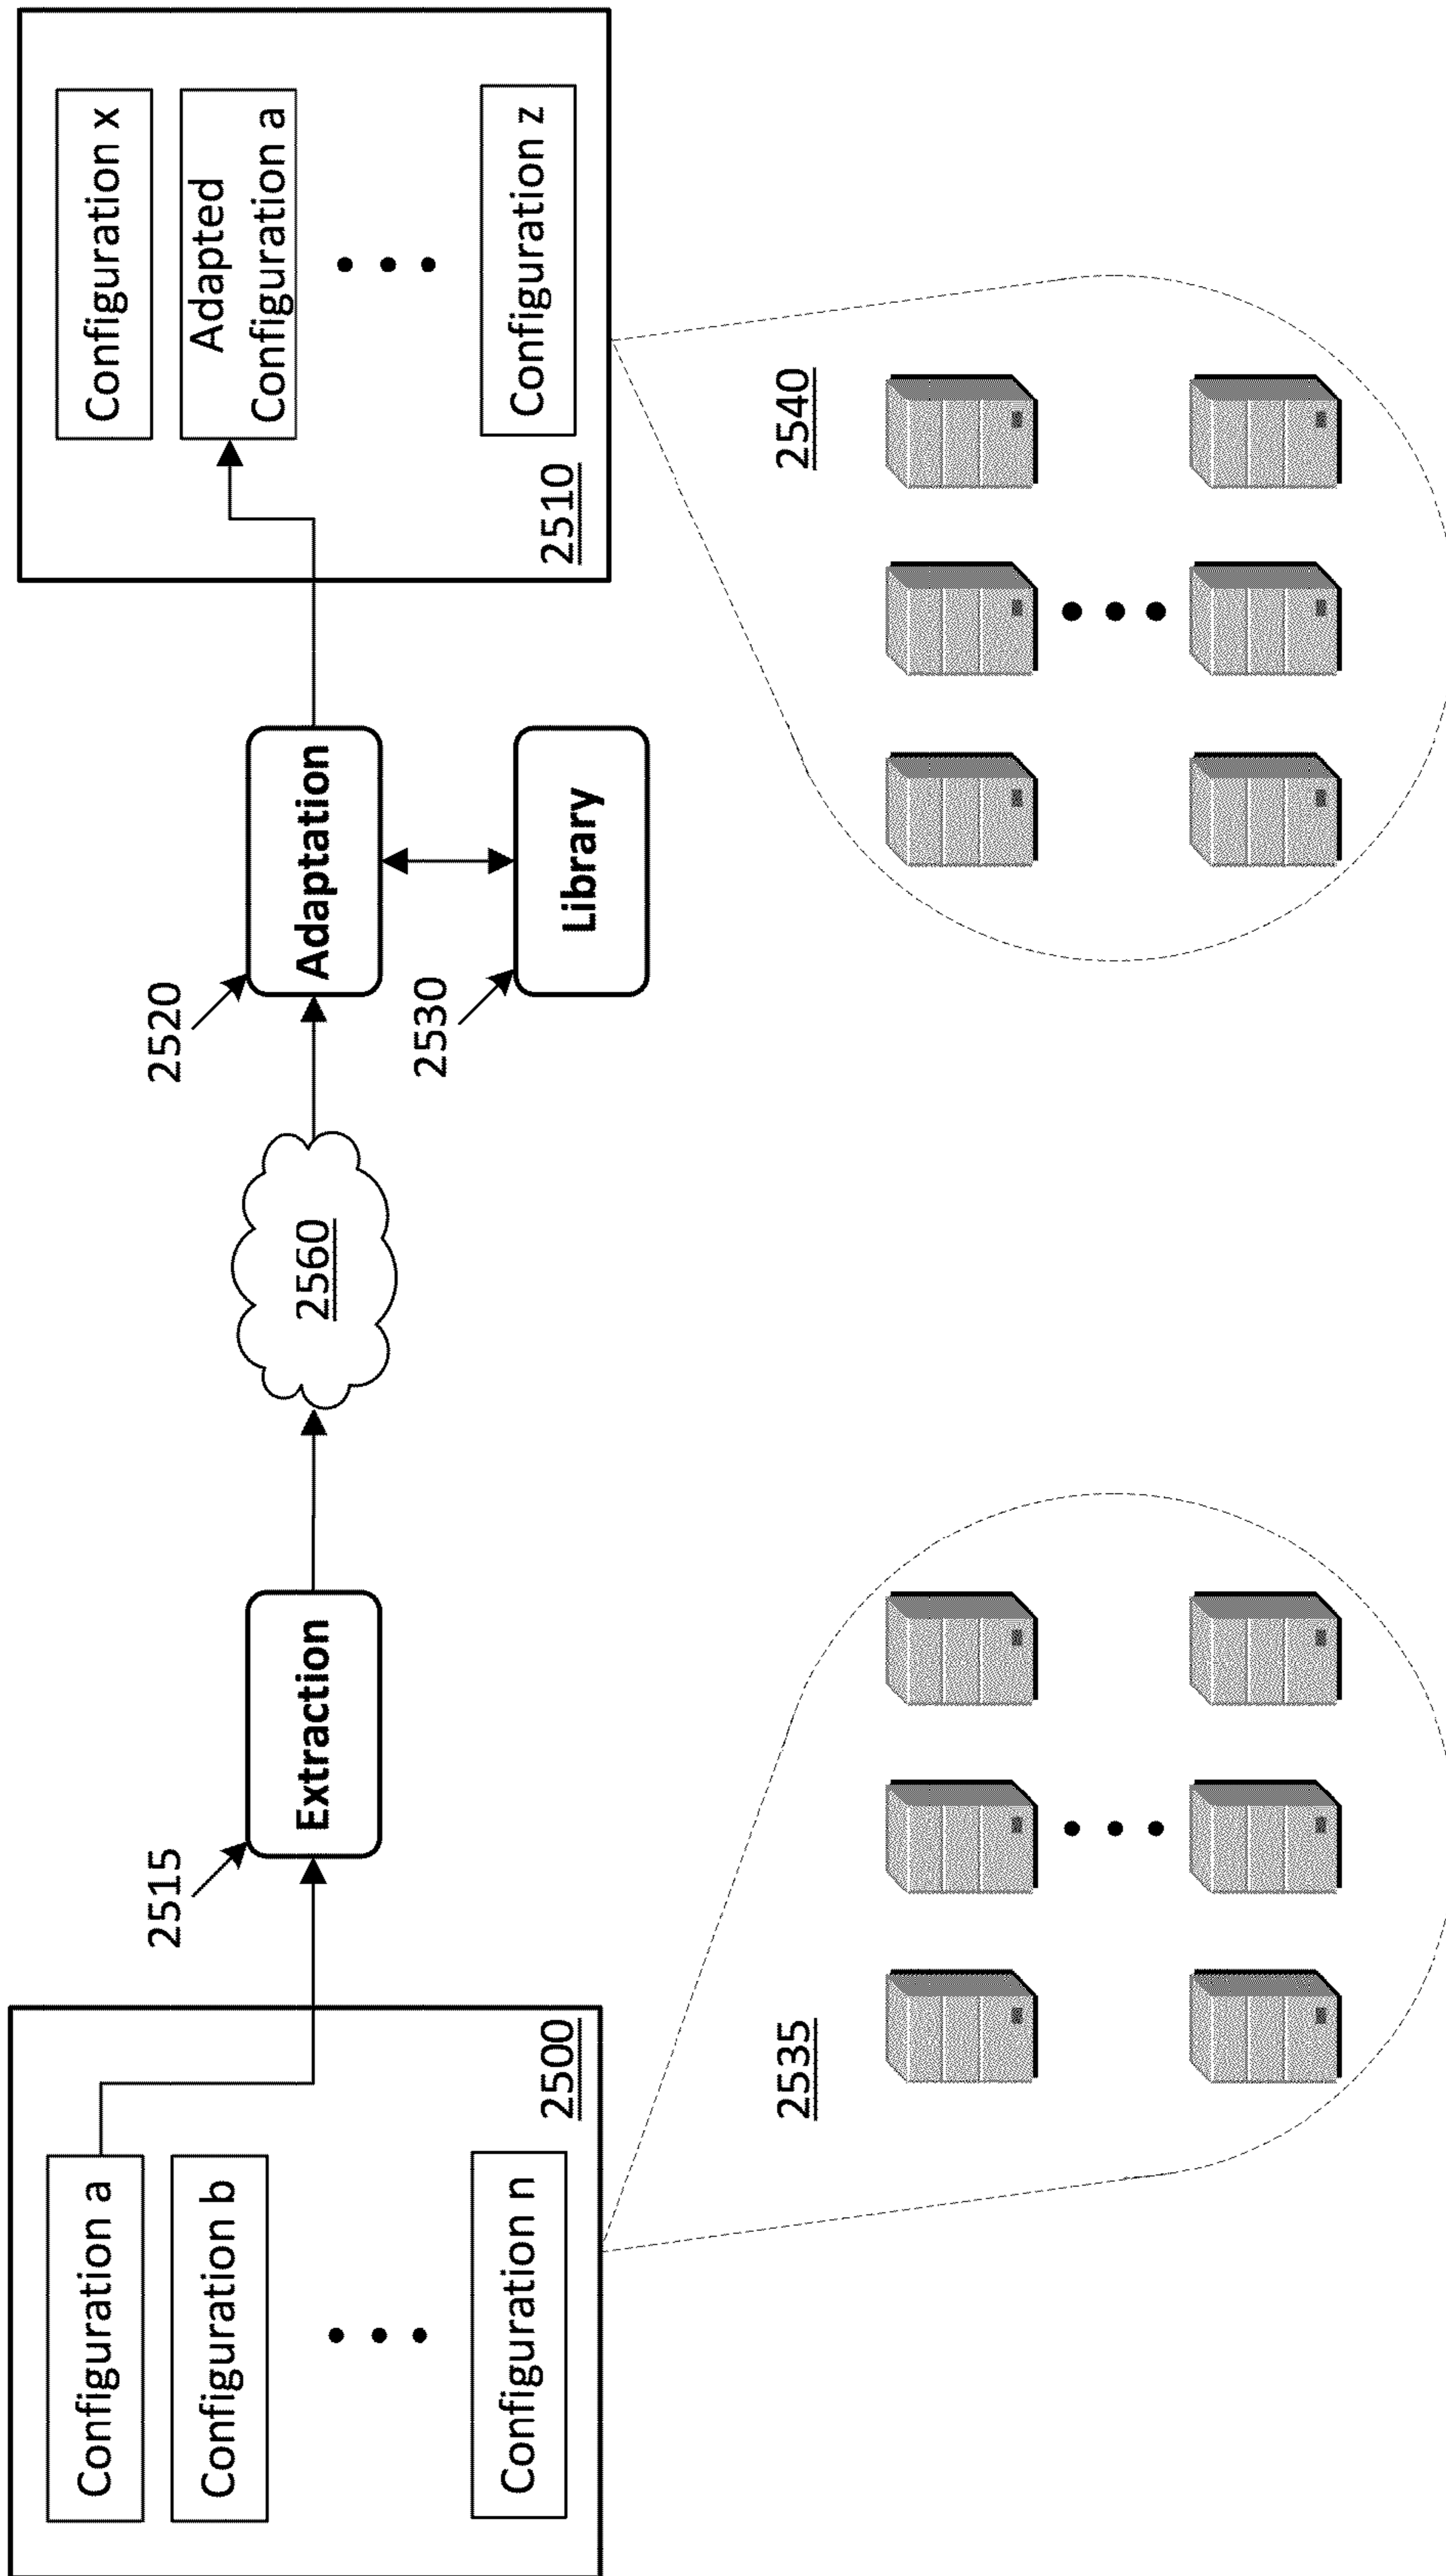 Configuration a
Configuration b
Configuration n
2500
2515
Extraction
2560
2520
Adaptation
2530
Library
Configuration x
Adapted
Configuration a
Configuration z
2510
2535
2540